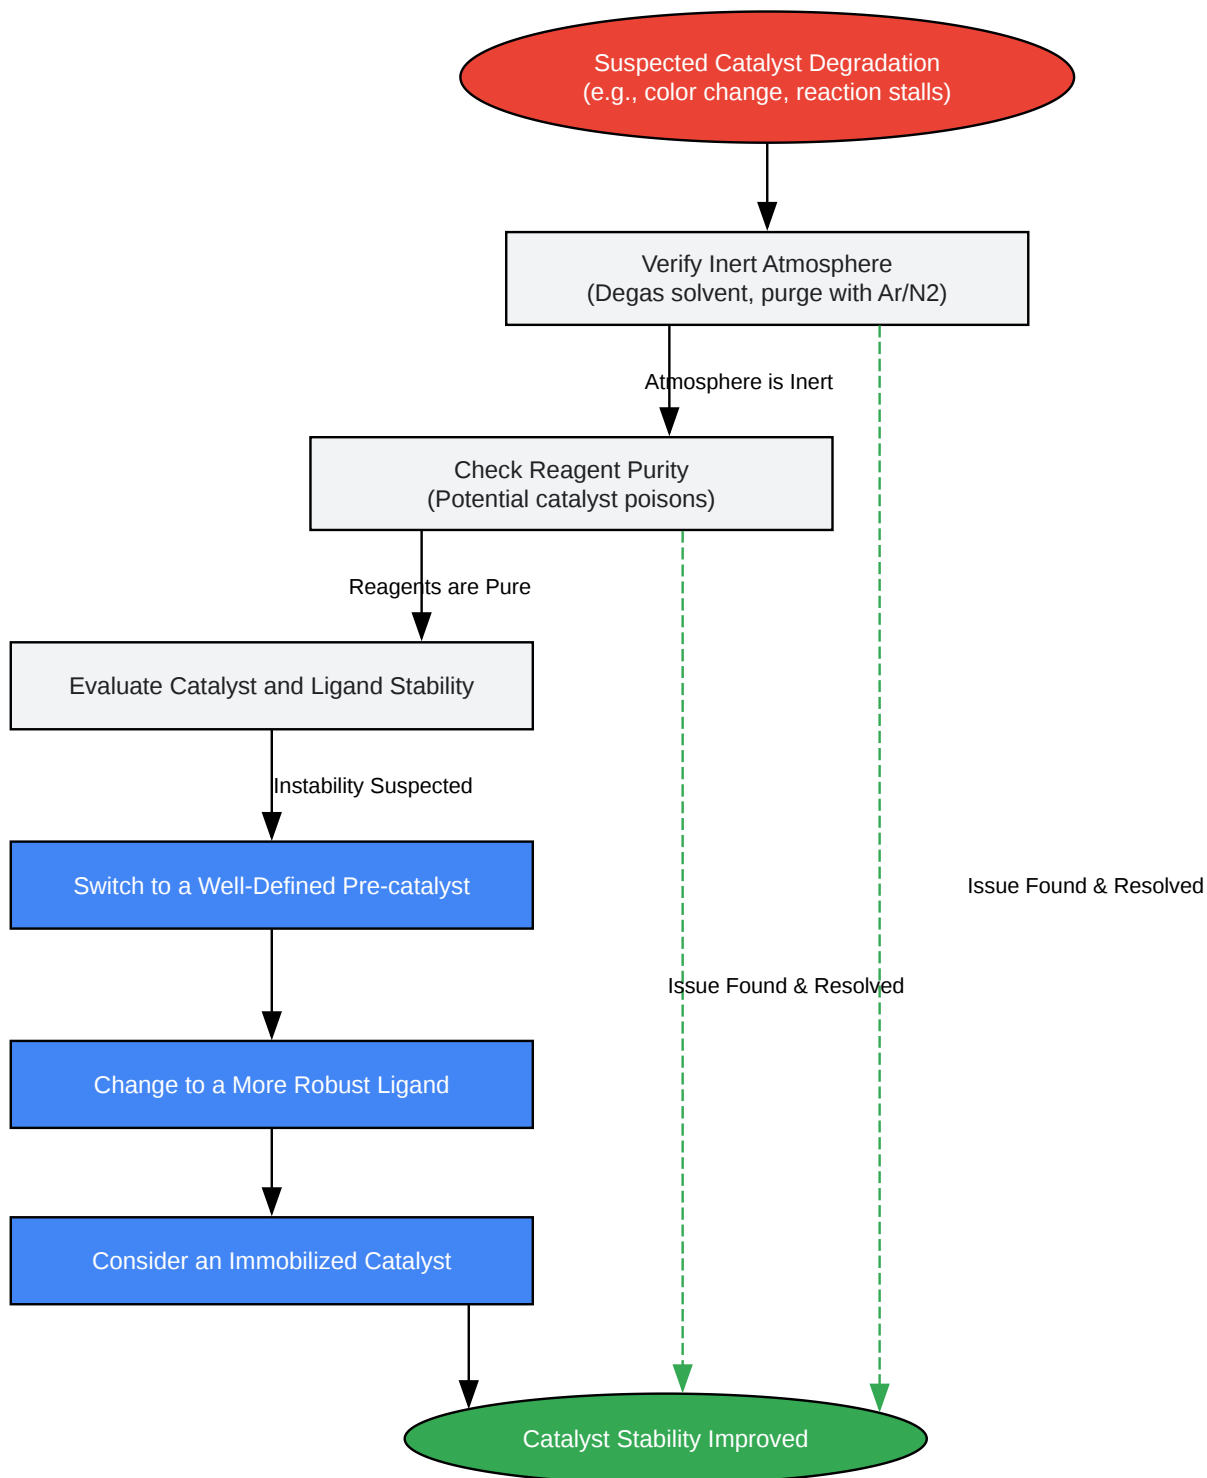 Suspected Catalyst Degradation
(e.g., color change, reaction stalls)
Verify Inert Atmosphere
(Degas solvent, purge with Ar/N2)
Atmosphere is Inert
Check Reagent Purity
(Potential catalyst poisons)
Reagents are Pure
Evaluate Catalyst and Ligand Stability
Instability Suspected
Switch to a Well-Defined Pre-catalyst
Issue Found & Resolved
Issue Found & Resolved
Change to a More Robust Ligand
Consider an Immobilized Catalyst
Catalyst Stability Improved